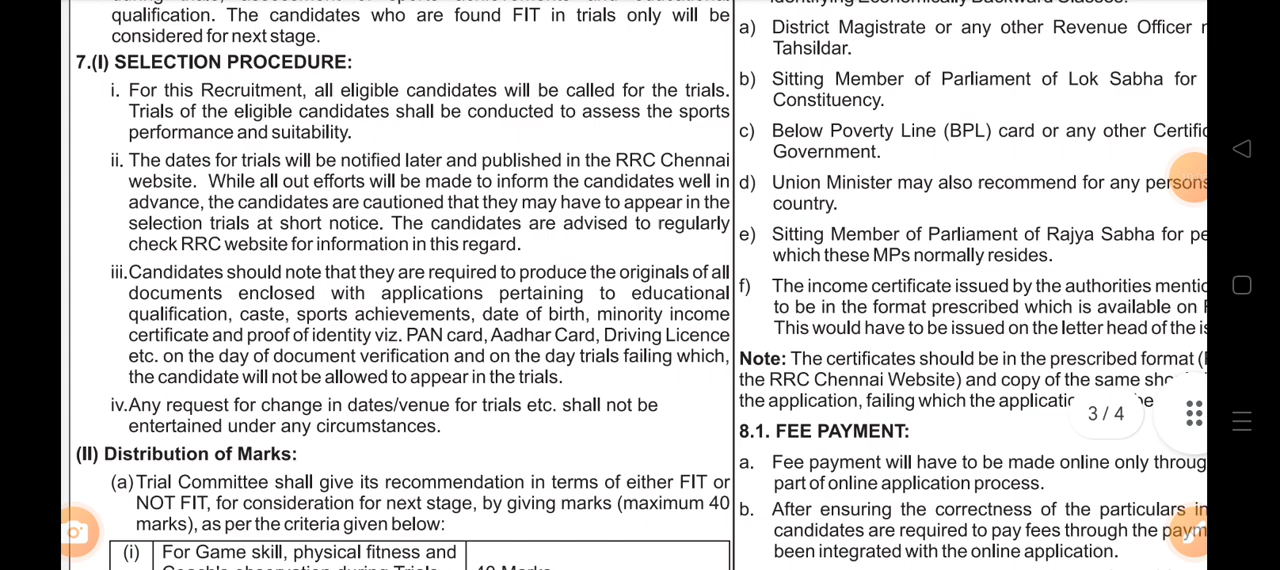 qualification. The candidates who are found FIT in trials only will be
considered for next stage.
7.(I) SELECTION PROCEDURE:
i. For this Recruitment, all eligible candidates will be called for the trials.
Trials of the eligible candidates shall be conducted to assess the sports
performance and suitability.
ii. The dates for trials will be notified later and published in the RRC Chennai
website. While all out efforts will be made to inform the candidates well in
advance, the candidates are cautioned that they may have to appear in the
selection trials at short notice. The candidates are advised to regularly
check RRC website for information in this regard.
iii. Candidates should note that they are required to produce the originals of all
documents enclosed with applications pertaining to educational
qualification, caste, sports achievements, date of birth, minority income
certificate and proof of identity viz. PAN card, Aadhar Card, Driving Licence
etc. on the day of document verification and on the day trials failing which,
the candidate will not be allowed to appear in the trials.
iv. Any request for change in dates/venue for trials etc. shall not be
entertained under any circumstances.
(II) Distribution of Marks:
(a) Trial Committee shall give its recommendation in terms of either FIT or
NOT FIT, for consideration for next stage, by giving marks (maximum 40
marks), as per the criteria given below:
(i) For Game skill, physical fitness and
40 Marks
a) District Magistrate or any other Revenue Officer
Tahsildar.
b) Sitting Member of Parliament of Lok Sabha for
Constituency.
c) Below Poverty Line (BPL) card or any other
Government.
d) Union Minister may also recommend for any persons
country.
e) Sitting Member of Parliament of Rajya Sabha for
which these MPs normally resides.
f) The income certificate issued by the authorities
to be in the format prescribed which is available on
This would have to be issued on the letter head of the
Note: The certificates should be in the prescribed format
the RRC Chennai Website) and copy of the same
the application, failing which the
3 / 4
8.1. FEE PAYMENT:
a. Fee payment will have to be made online only
part of online application process.
b. After ensuring the correctness of the particulars in
candidates are required to pay fees through the
been integrated with the online application.